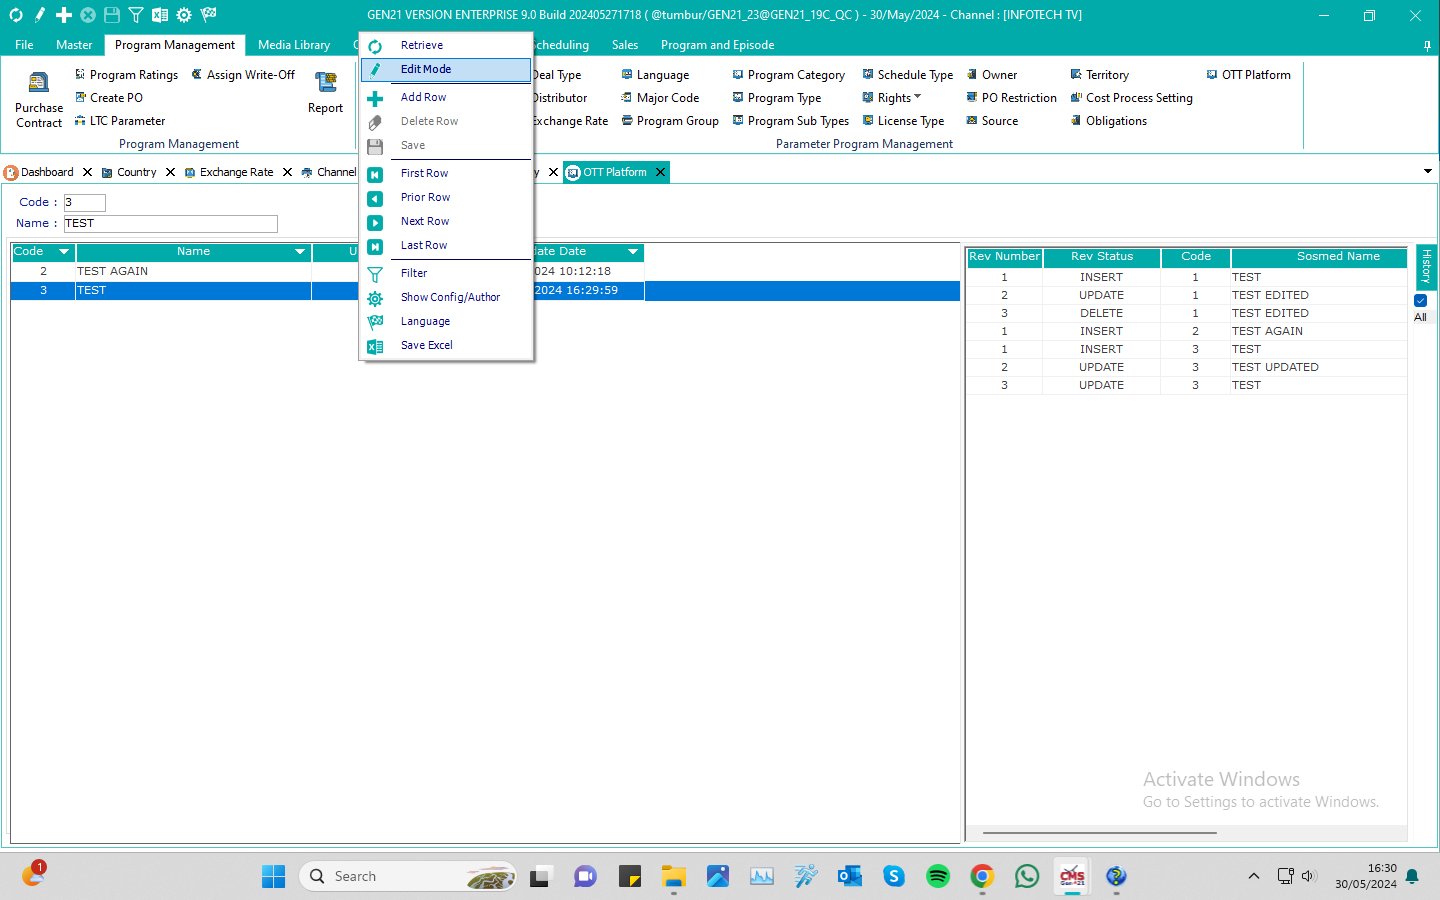 GEN21 VERSION ENTERPRISE 9.0 Build 202405271718 ( @tumbur/GEN21_23@GEN21_19C_QC ) - 30/May/2024 - Channel : [INFOTECH TV]
File Master Program Management Media Library Scheduling Sales Program and Episode
Purchase Contract
Program Ratings
Create PO
LTC Parameter
Assign Write-Off
Report
Program Management
Deal Type
Distributor
Exchange Rate
Language
Major Code
Program Group
Program Category
Program Type
Program Sub Types
Schedule Type
Rights
License Type
Owner
PO Restriction
Source
Territory
Cost Process Setting
Obligations
OTT Platform
Parameter Program Management
Retrieve
Edit Mode
Add Row
Delete Row
Save
First Row
Prior Row
Next Row
Last Row
Filter
Show Config/Author
Language
Save Excel
Dashboard Country Exchange Rate Channel y OTT Platform
Code : 3
Name : TEST
Code Name U date Date
2 TEST AGAIN 024 10:12:18
3 TEST 2024 16:29:59
Rev Number Rev Status Code Sosmed Name
1 INSERT 1 TEST
2 UPDATE 1 TEST EDITED
3 DELETE 1 TEST EDITED
1 INSERT 2 TEST AGAIN
1 INSERT 3 TEST
2 UPDATE 3 TEST UPDATED
3 UPDATE 3 TEST
History
All
Activate Windows
Go to Settings to activate Windows.
1
Search
CMS
Gen 21
16:30
30/05/2024